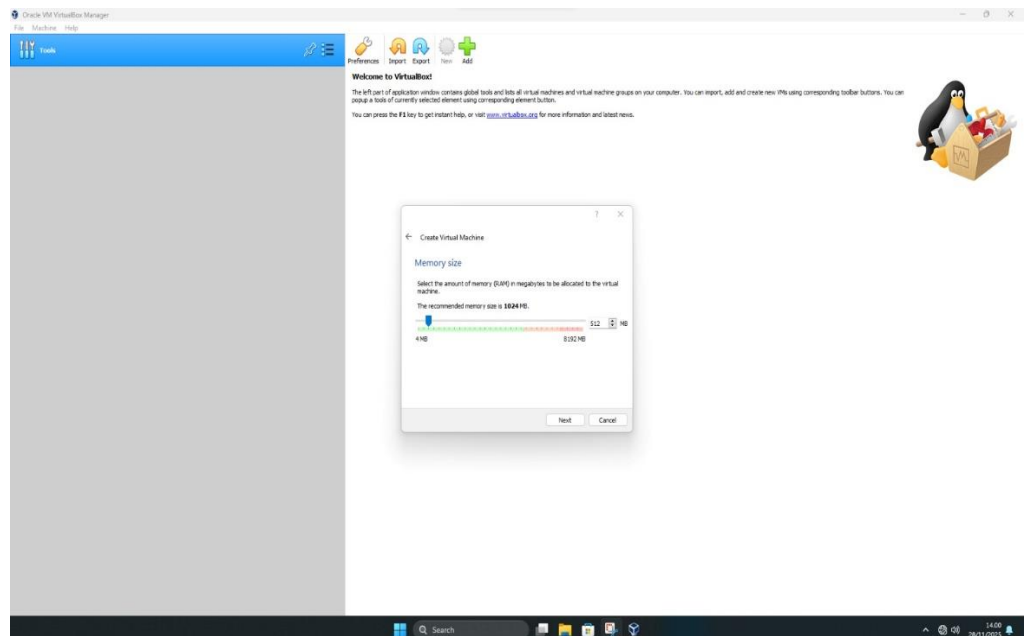 Oracle VM VirtualBox Manager
File Machine Help
Tools
Preferences Import Export New Add
Welcome to VirtualBox!
The left part of application window contains global tools and lists all virtual machines and virtual machine groups on your computer. You can import, add and create new VMs using corresponding toolbar buttons. You can
popup a tools of currently selected element using corresponding element button.
You can press the F1 key to get instant help, or visit www.virtualbox.org for more information and latest news.
Create Virtual Machine
Memory size
Select the amount of memory (RAM) in megabytes to be allocated to the virtual
machine.
The recommended memory size is 1024 MB.
512 MB
4 MB 8192 MB
Next Cancel
Search
14.00
28/11/2025